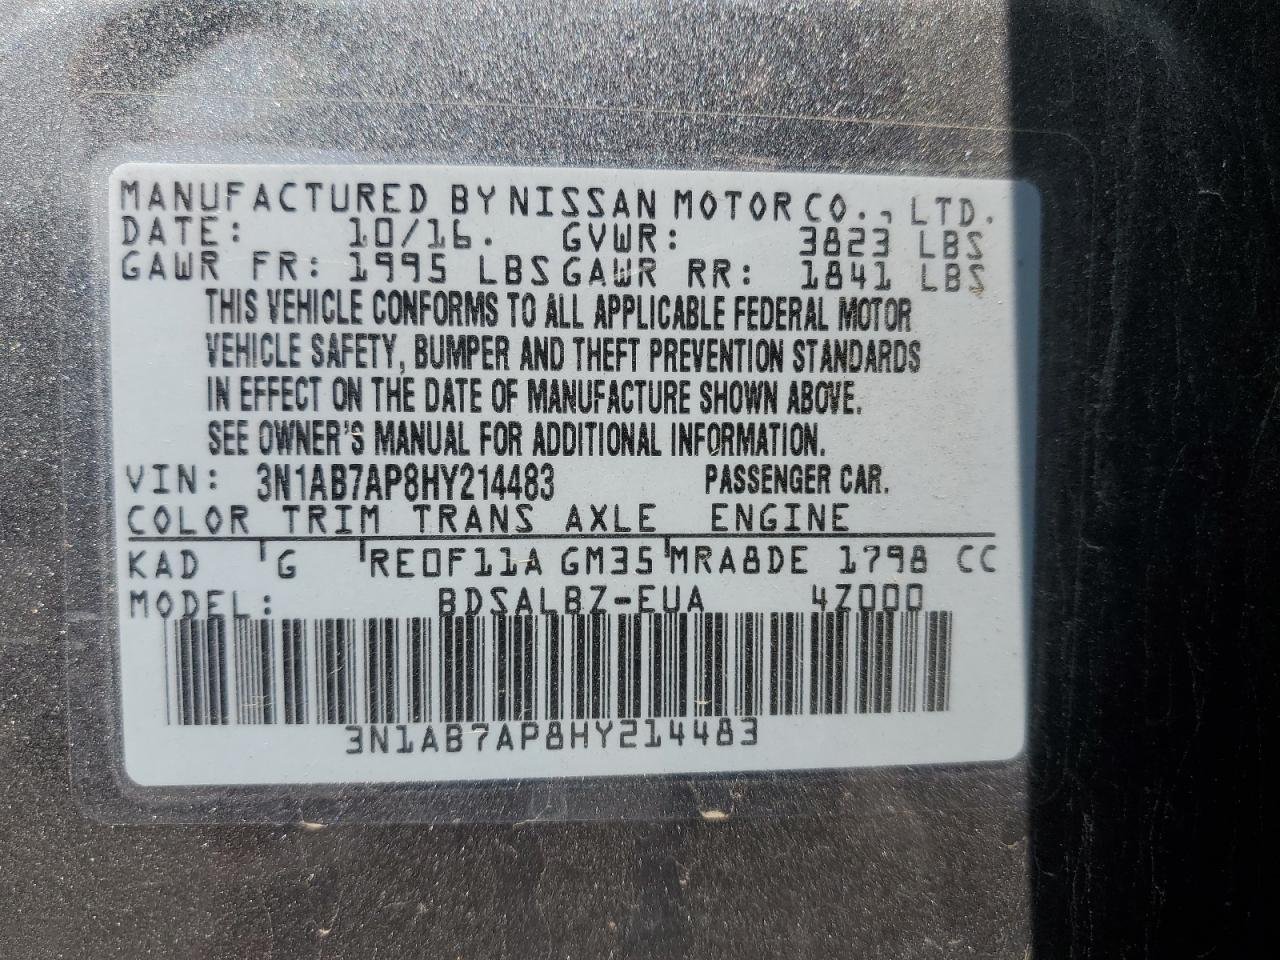 MANUFACTURED BY NISSAN MOTOR CO., LTD.
DATE: 10/16. GVWR: 3823 LBS
GAWR FR: 1995 LBS GAWR RR: 1841 LBS
THIS VEHICLE CONFORMS TO ALL APPLICABLE FEDERAL MOTOR
VEHICLE SAFETY, BUMPER AND THEFT PREVENTION STANDARDS
IN EFFECT ON THE DATE OF MANUFACTURE SHOWN ABOVE.
SEE OWNER'S MANUAL FOR ADDITIONAL INFORMATION.
VIN: 3N1AB7AP8HY214483 PASSENGER CAR.
COLOR TRIM TRANS AXLE ENGINE
KAD G RE0F11A GM35 MRA8DE 1798 CC
MODEL: BDSALBZ-EUA 4Z000
3N1AB7AP8HY214483